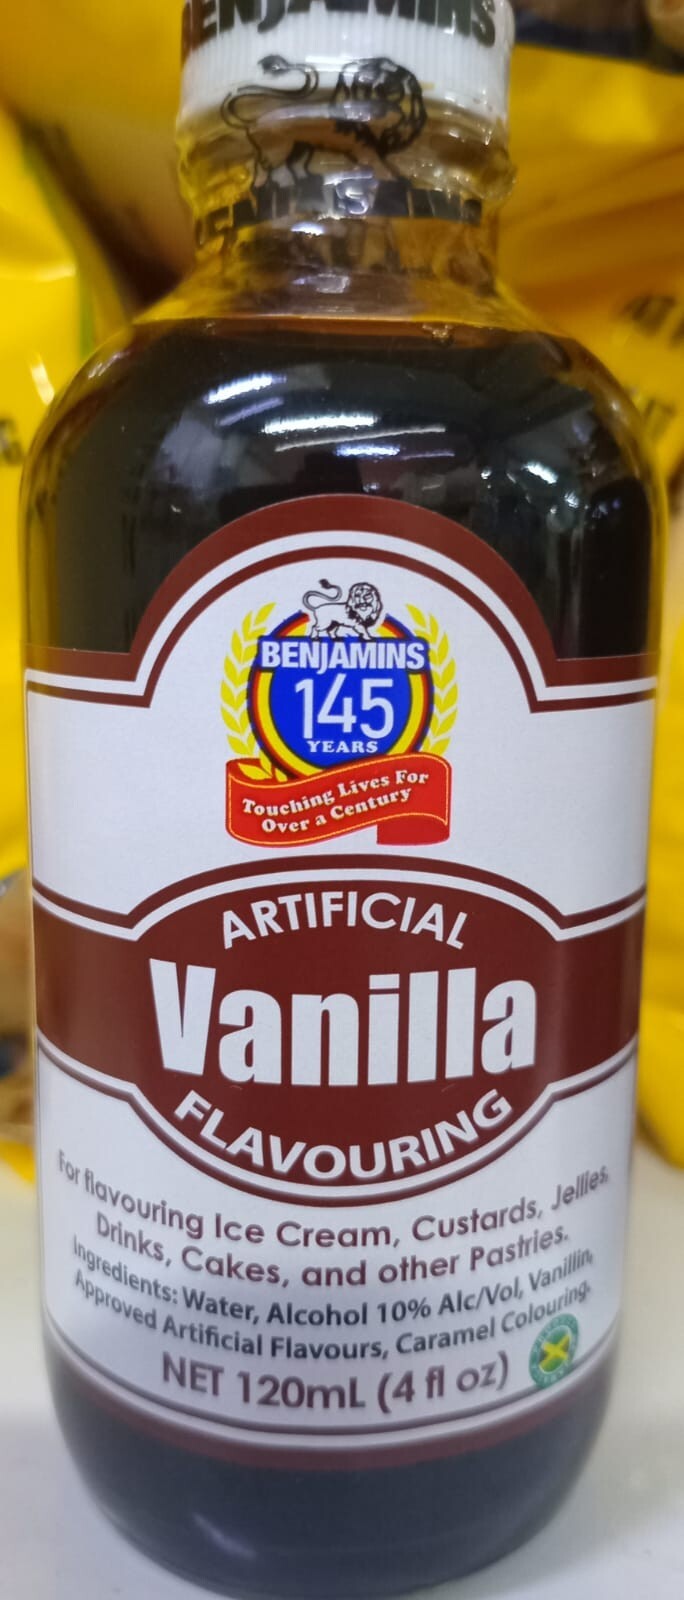 BENJAMINS
BENJAMINS
145
YEARS
Touching Lives For
Over a Century
ARTIFICIAL
Vanilla
FLAVOURING
For flavouring Ice Cream, Custards, Jellies,
Drinks, Cakes, and other Pastries.
Ingredients: Water, Alcohol 10% Alc/Vol, Vanillin,
Approved Artificial Flavours, Caramel Colouring.
NET 120mL (4 fl oz)